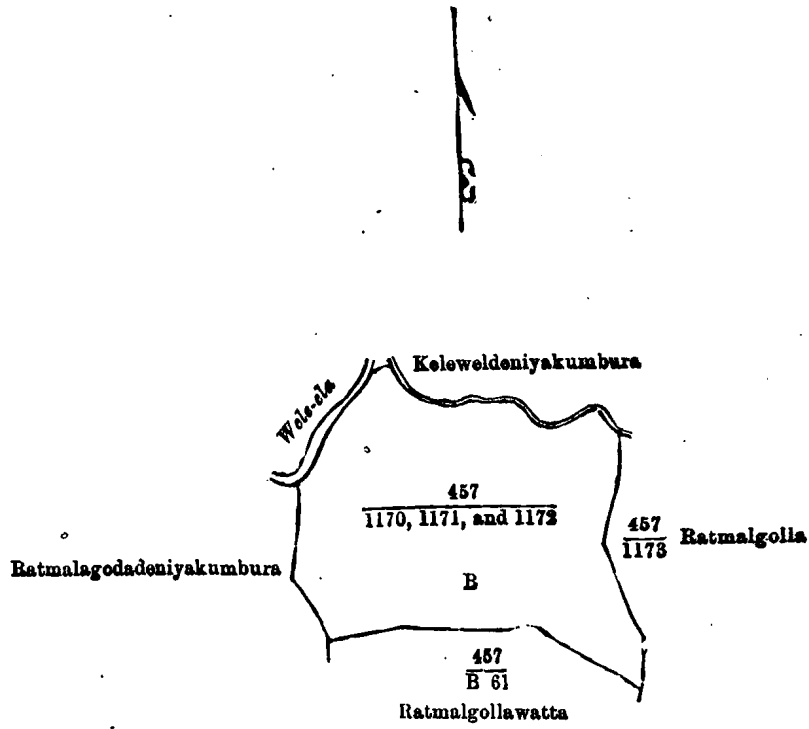 Keleweldeniyakumbura
Wele-ela
457
1170, 1171, and 1172
457
1173
Ratmalgolla
Ratmalagodadeniyakumbura
B
457
B 61
Ratmalgollawatta